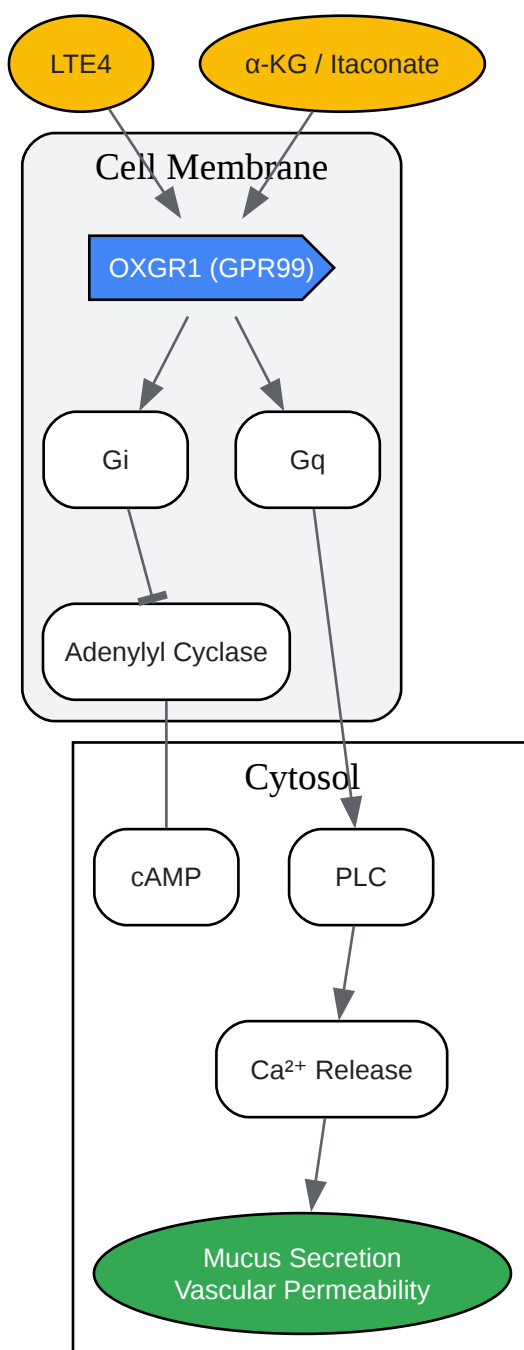 LTE4
α-KG / Itaconate
Cell Membrane
OXGR1 (GPR99)
Gi
Gq
Adenylyl Cyclase
Cytosol
cAMP
PLC
Ca²⁺ Release
Mucus Secretion
Vascular Permeability